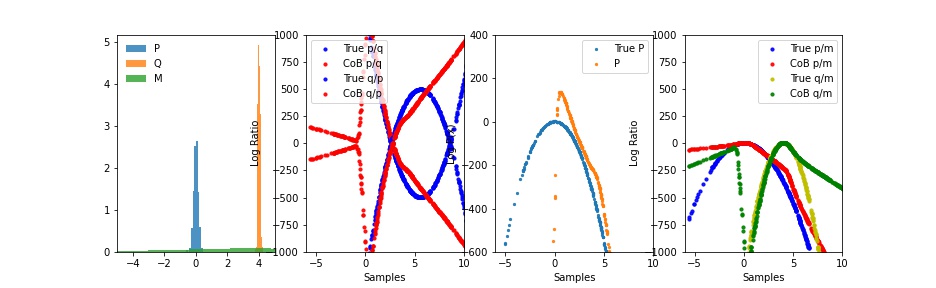 P
Q
M
5
4
3
2
1
0
−4
−2
0
2
4
Log Ratio
1000
750
500
250
0
−250
−500
−750
1000
True p/q
CoB p/q
True q/p
CoB q/p
−5
0
5
10
Samples
400
200
0
−200
−400
−600
True P
P
−5
0
5
10
Samples
Log Ratio
1000
750
500
250
0
−250
−500
−750
1000
True p/m
CoB p/m
True q/m
CoB q/m
−5
0
5
10
Samples